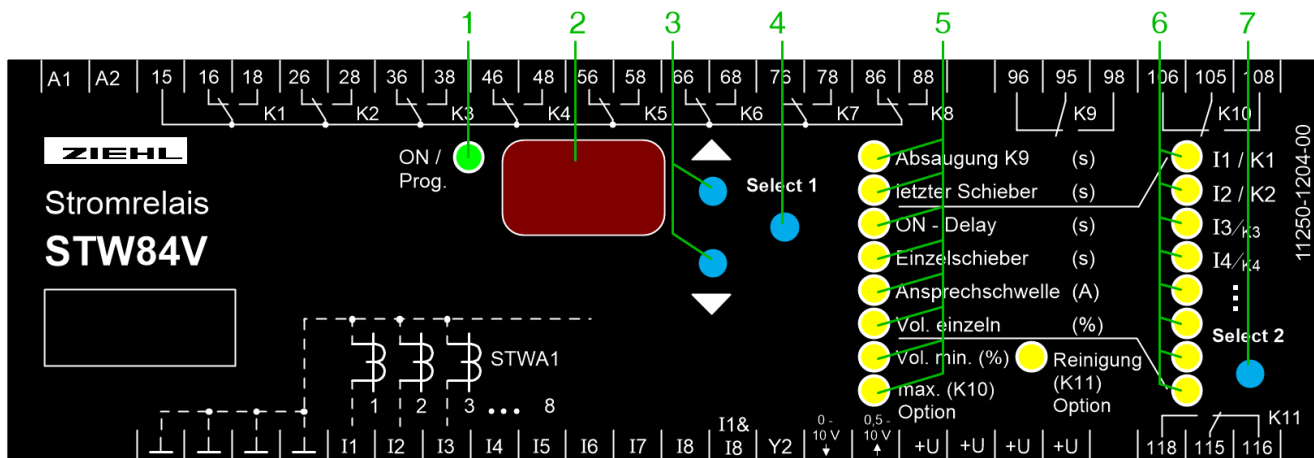 1 2 3 4 5 6 7
A1 A2 15 16 18 26 28 36 38 46 48 56 58 66 68 76 78 86 88 96 95 98 106 105 108
K1 K2 K3 K4 K5 K6 K7 K8 K9 K10
ZIEHL
Stromrelais
STW84V
ON /
Prog.
Select 1
Absaugung K9 (s)
letzter Schieber (s)
ON - Delay (s)
Einzelschieber (s)
Ansprechschwelle (A)
Vol. einzeln (%)
Vol. min. (%)
max. (K10)
Option
Reinigung
(K11)
Option
I1 / K1
I2 / K2
I3/K3
I4/K4
Select 2
11250-1204-00
STWA1
1 2 3 ... 8
K11
I1 I2 I3 I4 I5 I6 I7 I8
I1&
I8
Y2
0 -
10 V
0,5 -
10 V
+U +U +U +U 118 115 116